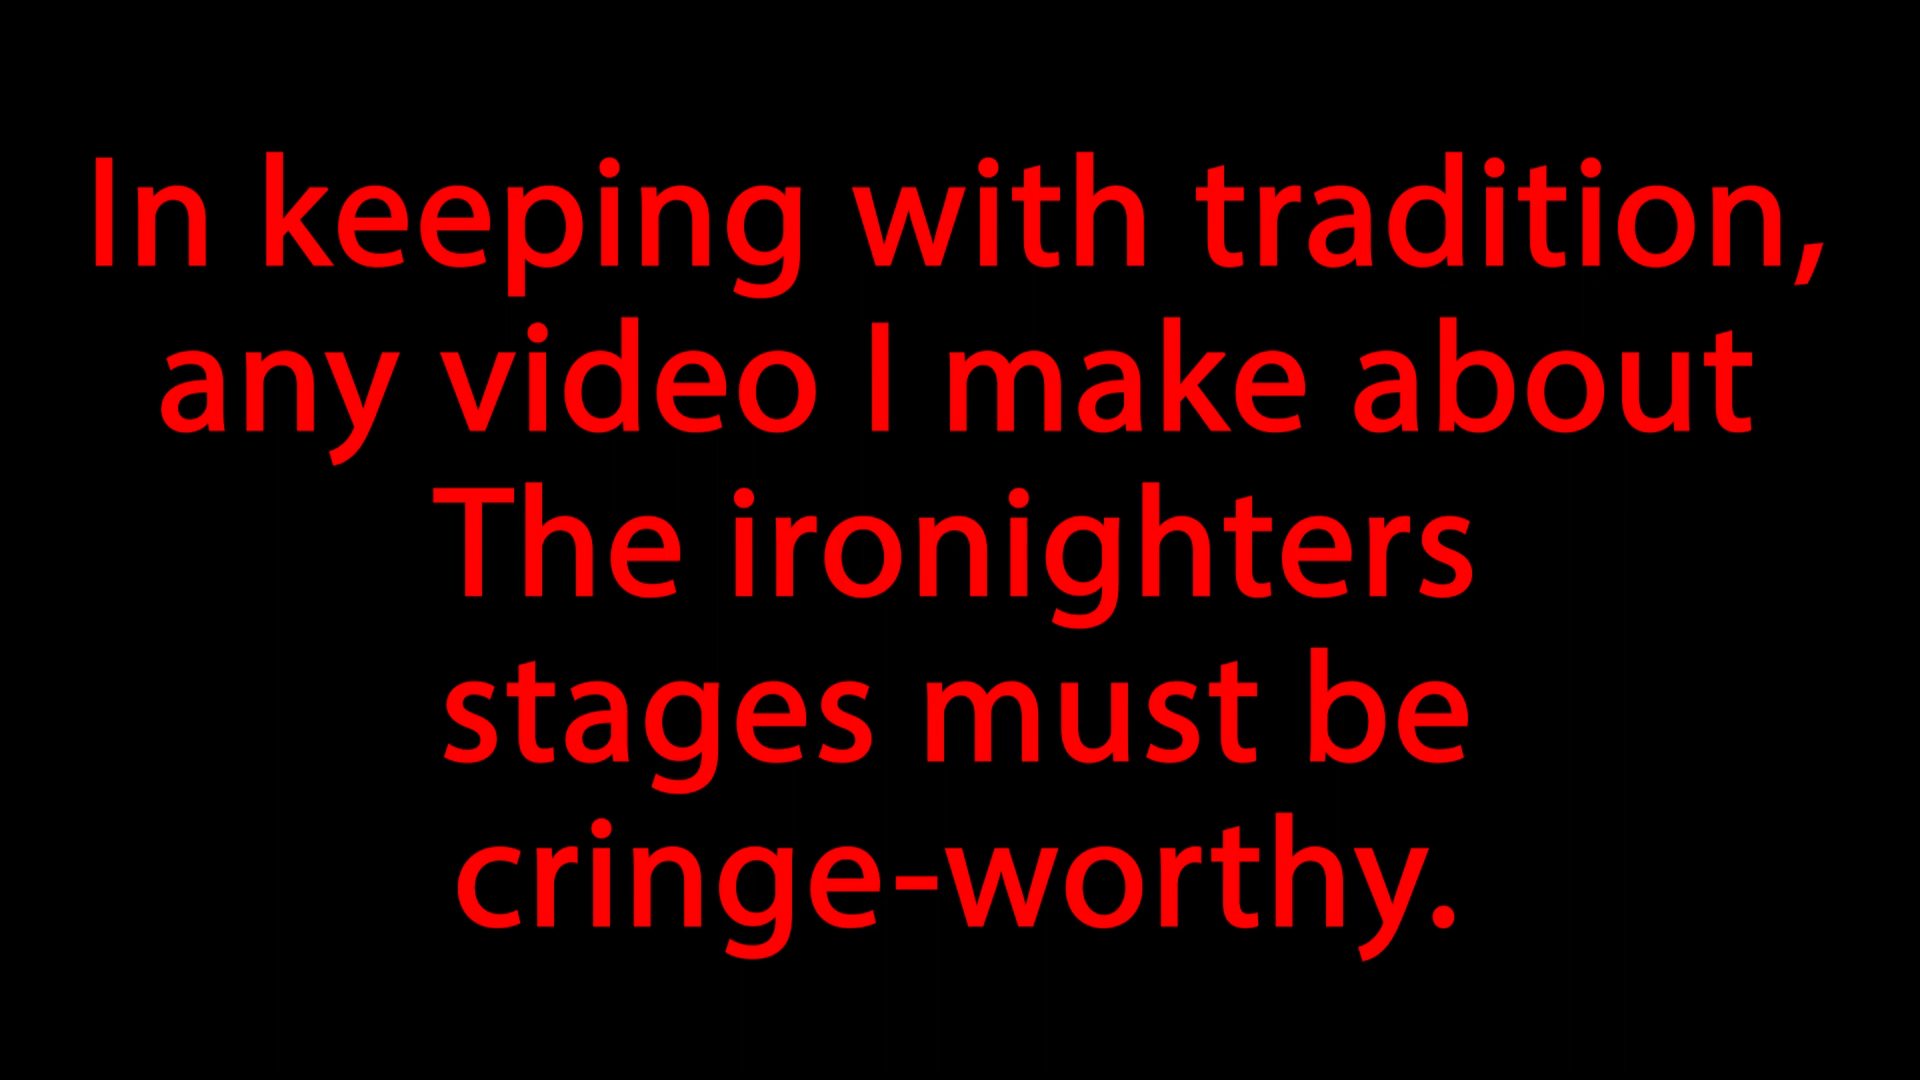 In keeping with tradition,
any video I make about
The ironighters
stages must be
cringe-worthy.